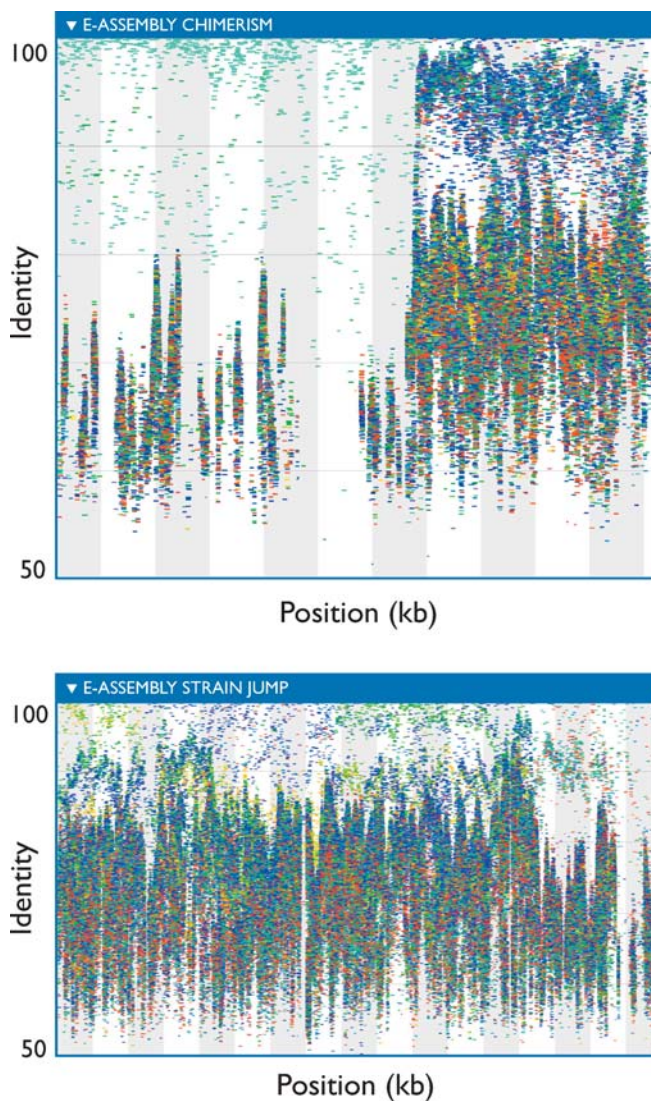 ▼ E-ASSEMBLY CHIMERISM
100
Identity
50
Position (kb)
▼ E-ASSEMBLY STRAIN JUMP
100
Identity
50
Position (kb)